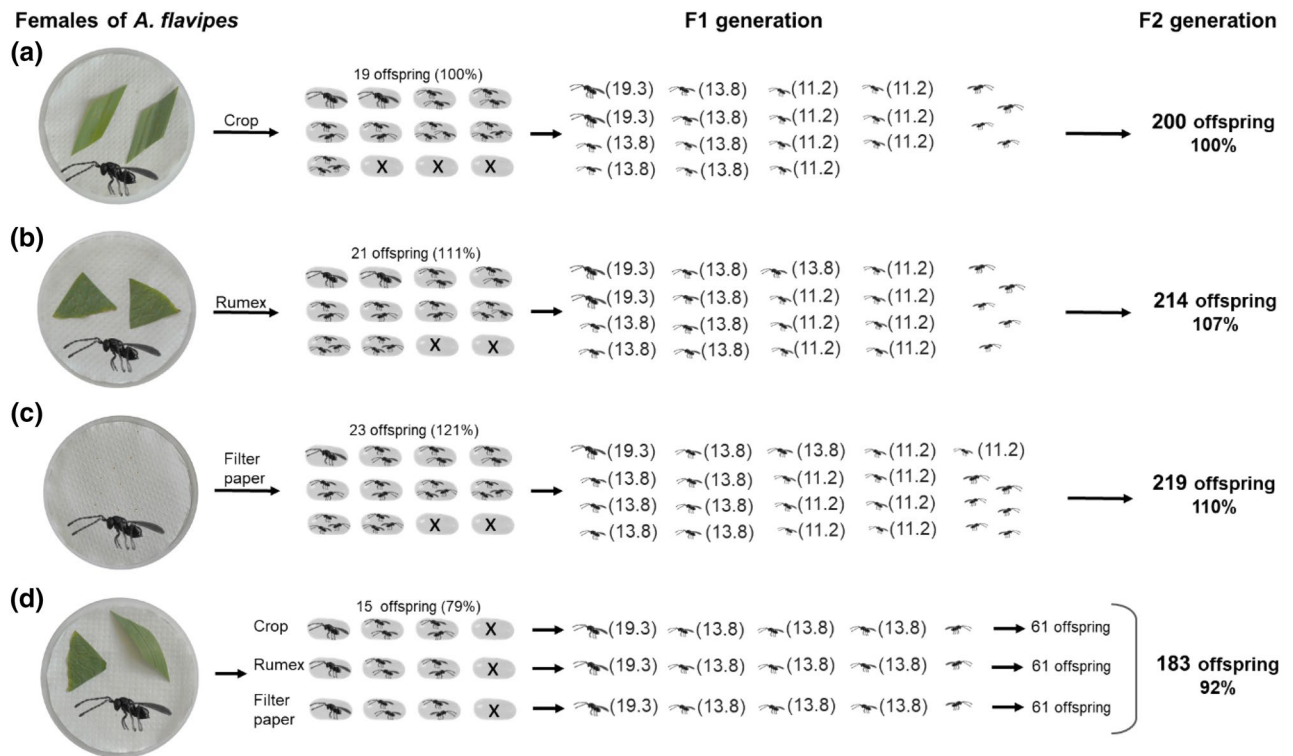 Females of A. flavipes
F1 generation
F2 generation
(a)
Crop
19 offspring (100%)
X X X
(19.3) (13.8) (11.2) (11.2)
(19.3) (13.8) (11.2) (11.2)
(13.8) (13.8) (11.2) (11.2)
(13.8) (13.8) (11.2)
200 offspring
100%
(b)
Rumex
21 offspring (111%)
X X
(19.3) (13.8) (13.8) (11.2)
(19.3) (13.8) (11.2) (11.2)
(13.8) (13.8) (11.2) (11.2)
(13.8) (13.8) (11.2) (11.2)
214 offspring
107%
(c)
Filter
paper
23 offspring (121%)
X X
(19.3) (13.8) (13.8) (11.2) (11.2)
(13.8) (13.8) (11.2) (11.2)
(13.8) (13.8) (11.2) (11.2)
(13.8) (13.8) (11.2) (11.2)
219 offspring
110%
(d)
15 offspring (79%)
Crop X (19.3) (13.8) (13.8) (13.8) 61 offspring
Rumex X (19.3) (13.8) (13.8) (13.8) 61 offspring
Filter
paper X (19.3) (13.8) (13.8) (13.8) 61 offspring
183 offspring
92%